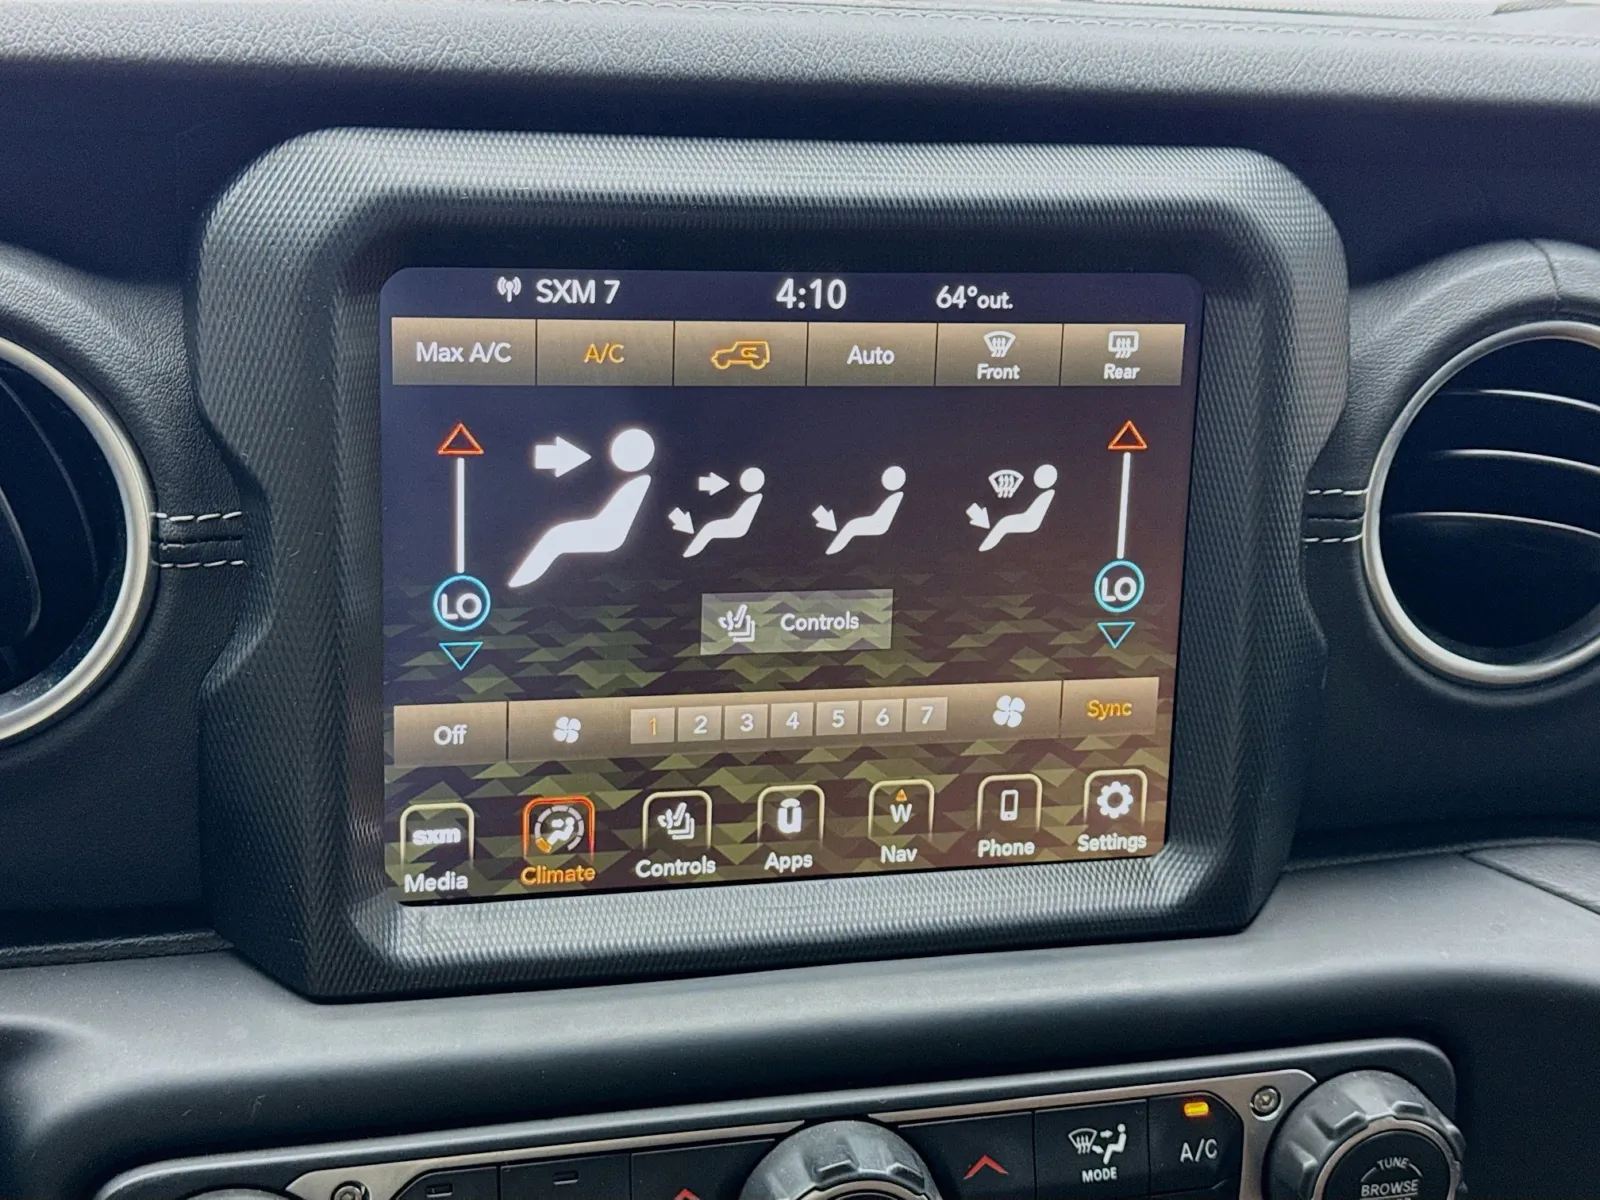 SXM 7 4:10 64°out.
Max A/C A/C Auto Front Rear
LO LO
Controls
Off 1 2 3 4 5 6 7 Sync
sxm U W
Media Climate Controls Apps Nav Phone Settings
MODE A/C TUNE
BROWSE